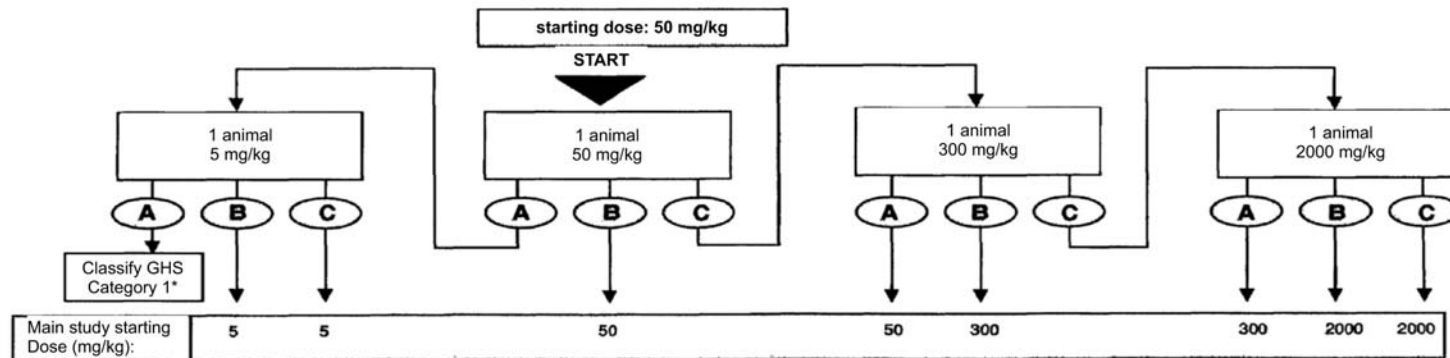 starting dose: 50 mg/kg
START
1 animal
5 mg/kg
1 animal
50 mg/kg
1 animal
300 mg/kg
1 animal
2000 mg/kg
A B C A B C A B C A B C
Classify GHS
Category 1*
Main study starting
Dose (mg/kg):
5 5 50 50 300 300 2000 2000